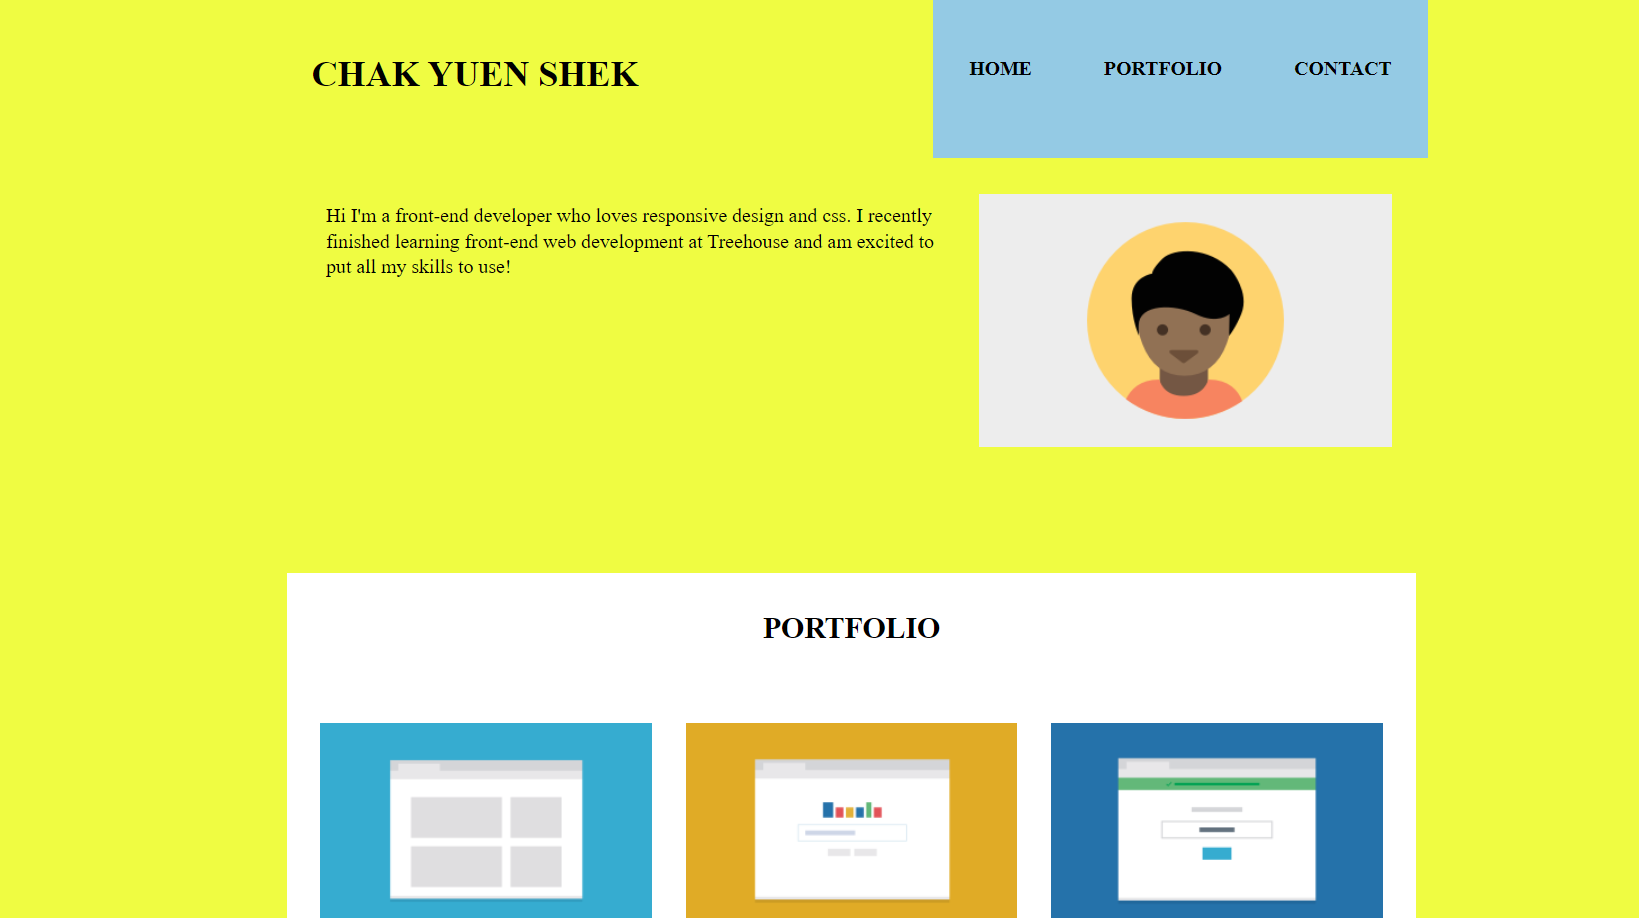 CHAK YUEN SHEK
HOME PORTFOLIO CONTACT
Hi I'm a front-end developer who loves responsive design and css. I recently
finished learning front-end web development at Treehouse and am excited to
put all my skills to use!
PORTFOLIO